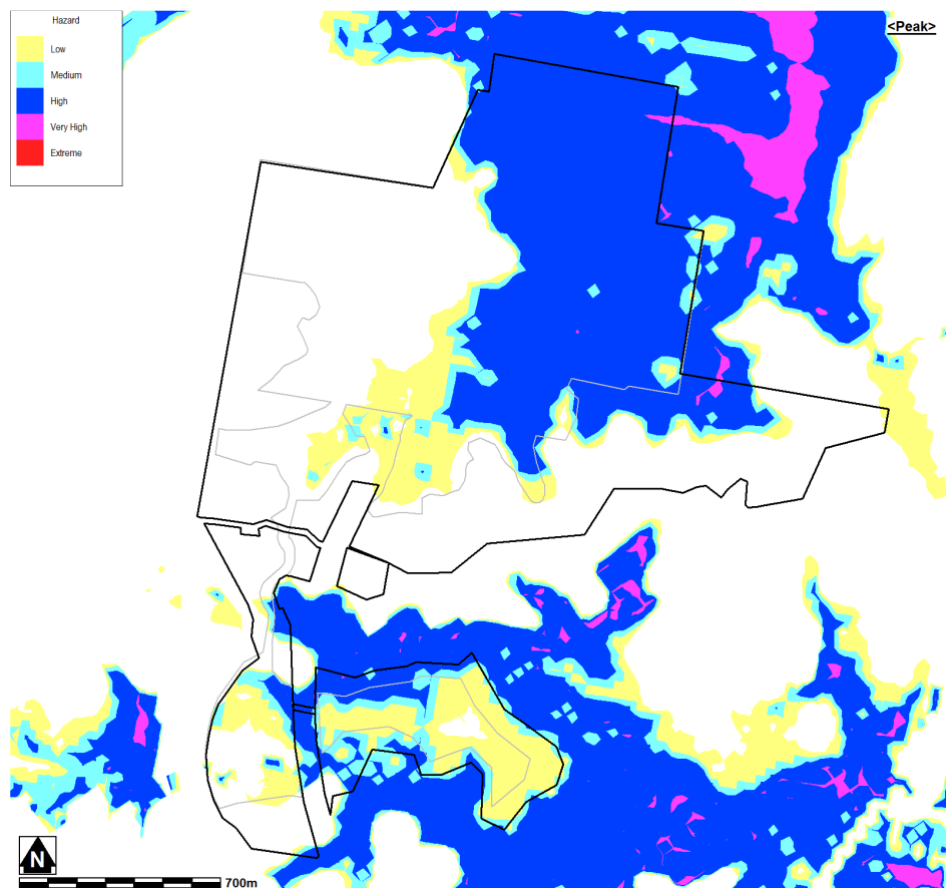 Hazard
Low
Medium
High
Very High
Extreme
<Peak>
N
700m